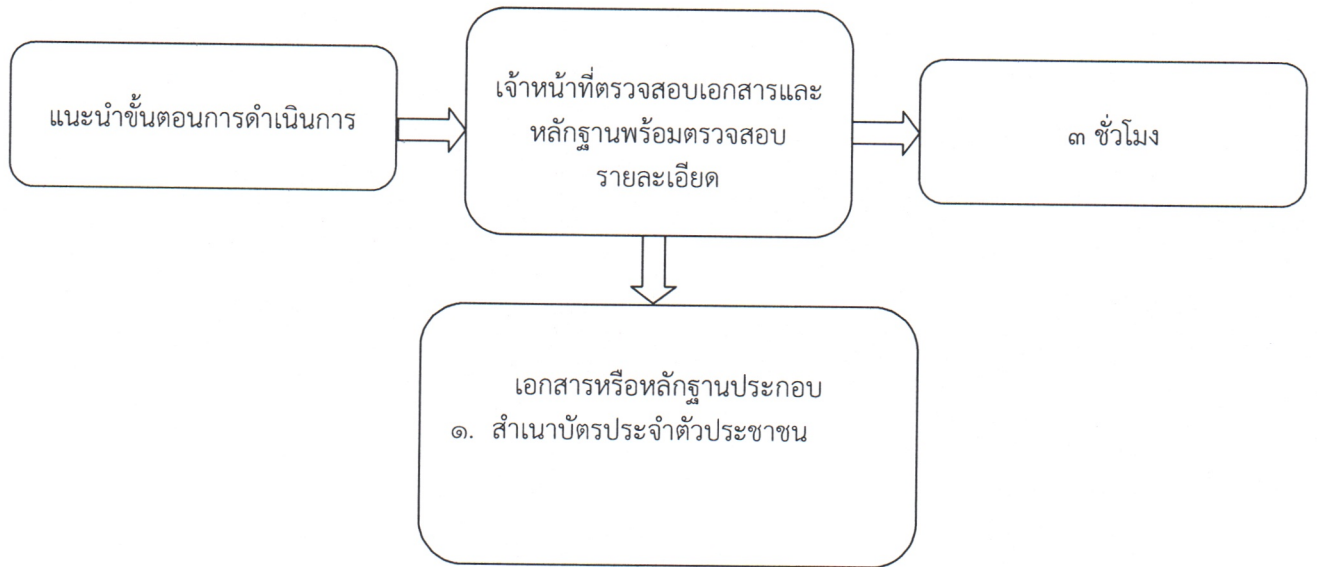 แนะนำขั้นตอนการดำเนินการ
เจ้าหน้าที่ตรวจสอบเอกสารและ
หลักฐานพร้อมตรวจสอบ
รายละเอียด
๓ ชั่วโมง
เอกสารหรือหลักฐานประกอบ
๑. สำเนาบัตรประจำตัวประชาชน